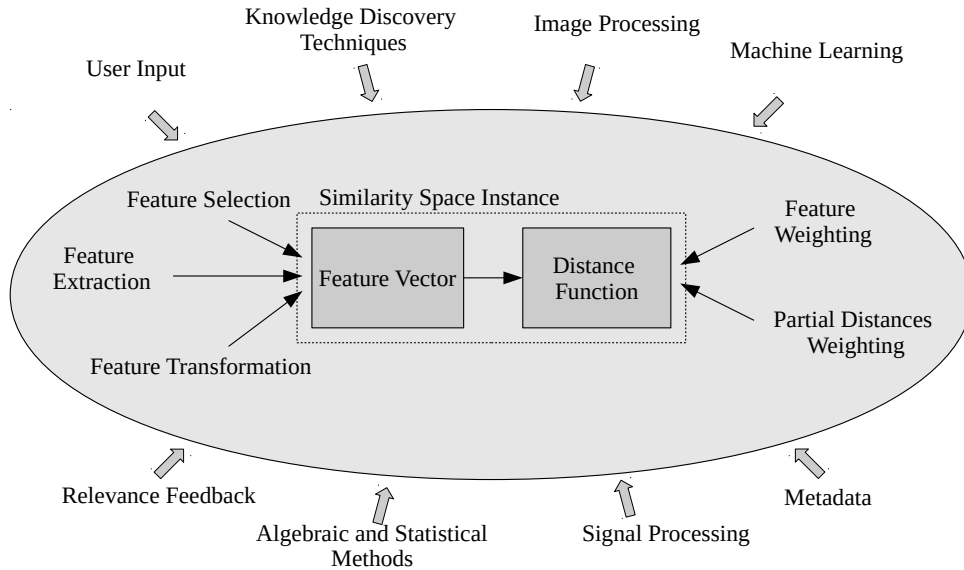 Knowledge Discovery
Techniques
Image Processing
Machine Learning
User Input
Feature Selection
Similarity Space Instance
Feature
Weighting
Feature
Extraction
Feature Vector
Distance
Function
Partial Distances
Weighting
Feature Transformation
Relevance Feedback
Metadata
Algebraic and Statistical
Methods
Signal Processing